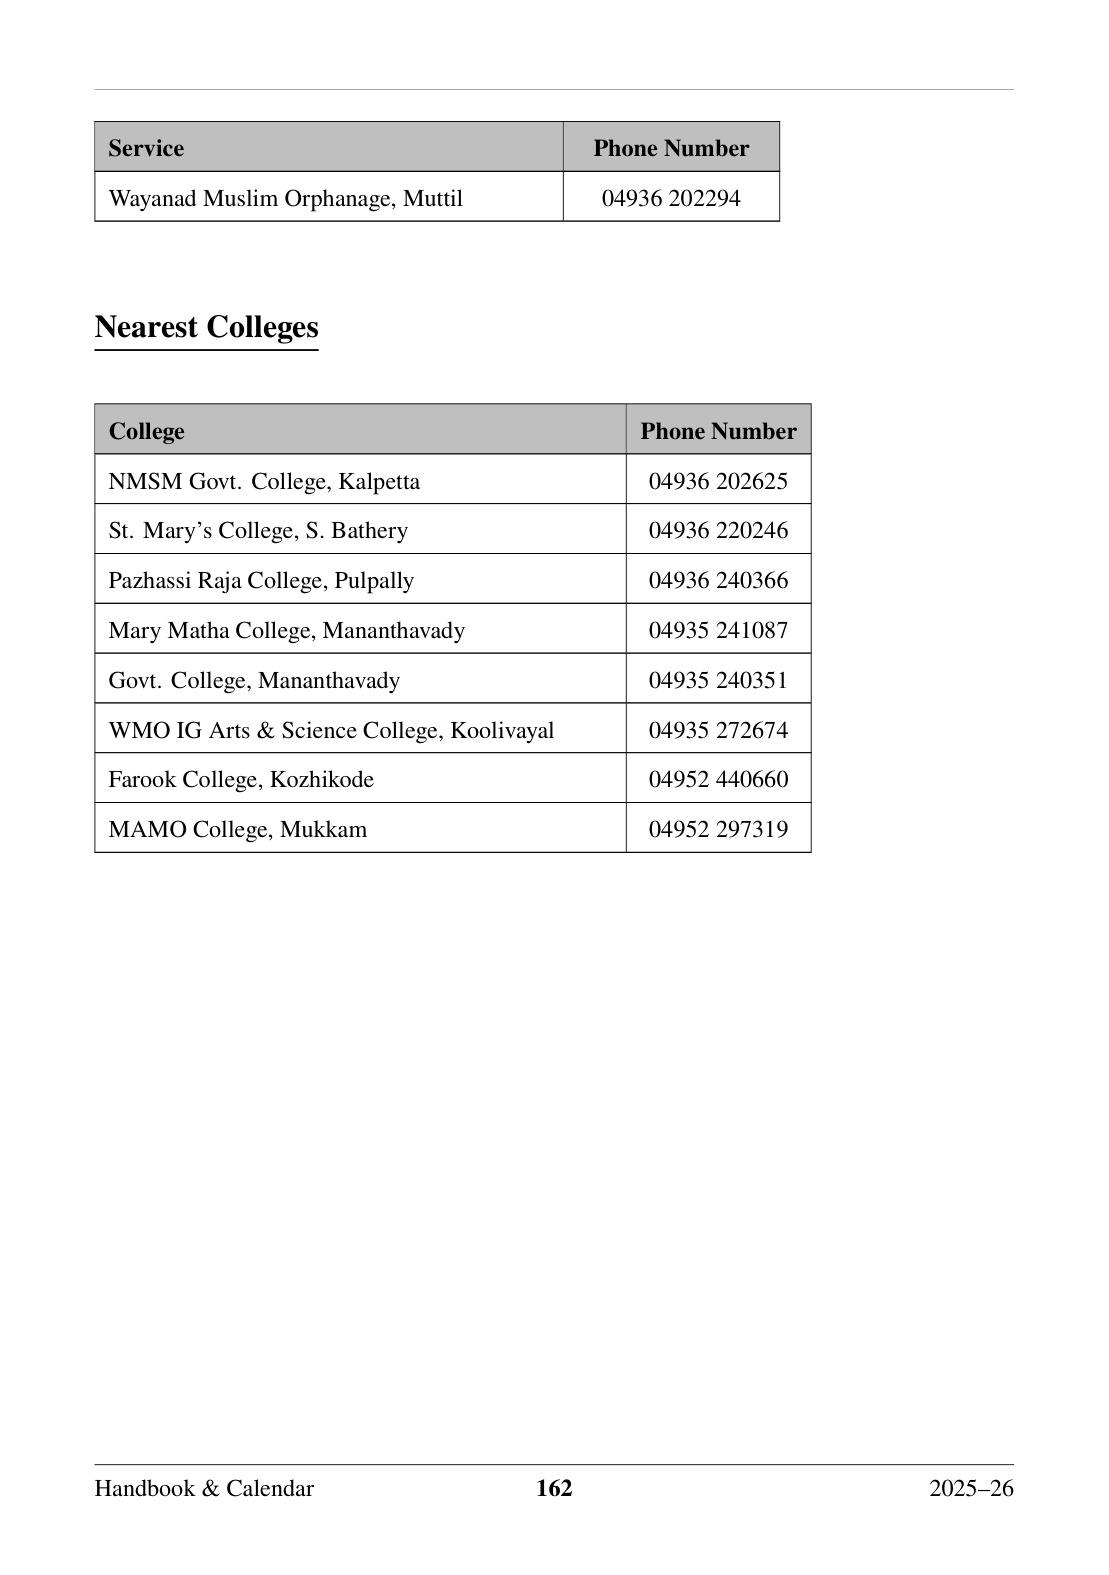 Service Phone Number
Wayanad Muslim Orphanage, Muttil 04936 202294
Nearest Colleges
College Phone Number
NMSM Govt. College, Kalpetta 04936 202625
St. Mary's College, S. Bathery 04936 220246
Pazhassi Raja College, Pulpally 04936 240366
Mary Matha College, Mananthavady 04935 241087
Govt. College, Mananthavady 04935 240351
WMO IG Arts & Science College, Koolivayal 04935 272674
Farook College, Kozhikode 04952 440660
MAMO College, Mukkam 04952 297319
Handbook & Calendar 162 2025–26